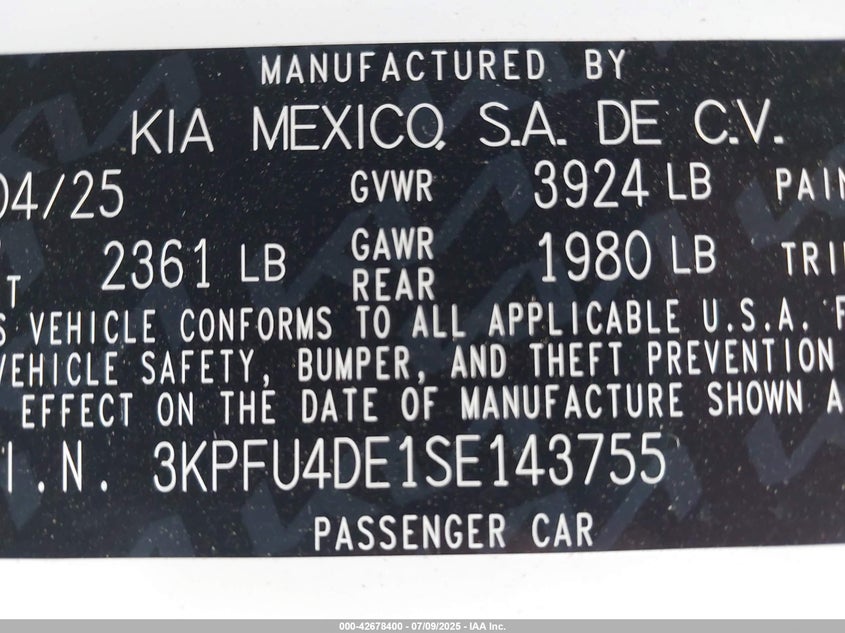 MANUFACTURED BY
KIA MEXICO, S.A. DE C.V.
04/25 GVWR 3924 LB PAIN
T 2361 LB GAWR REAR 1980 LB TRI
S VEHICLE CONFORMS TO ALL APPLICABLE U.S.A. F
VEHICLE SAFETY, BUMPER, AND THEFT PREVENTION
EFFECT ON THE DATE OF MANUFACTURE SHOWN A
I.N. 3KPFU4DE1SE143755
PASSENGER CAR
000-42678400 - 07/09/2025 - IAA Inc.